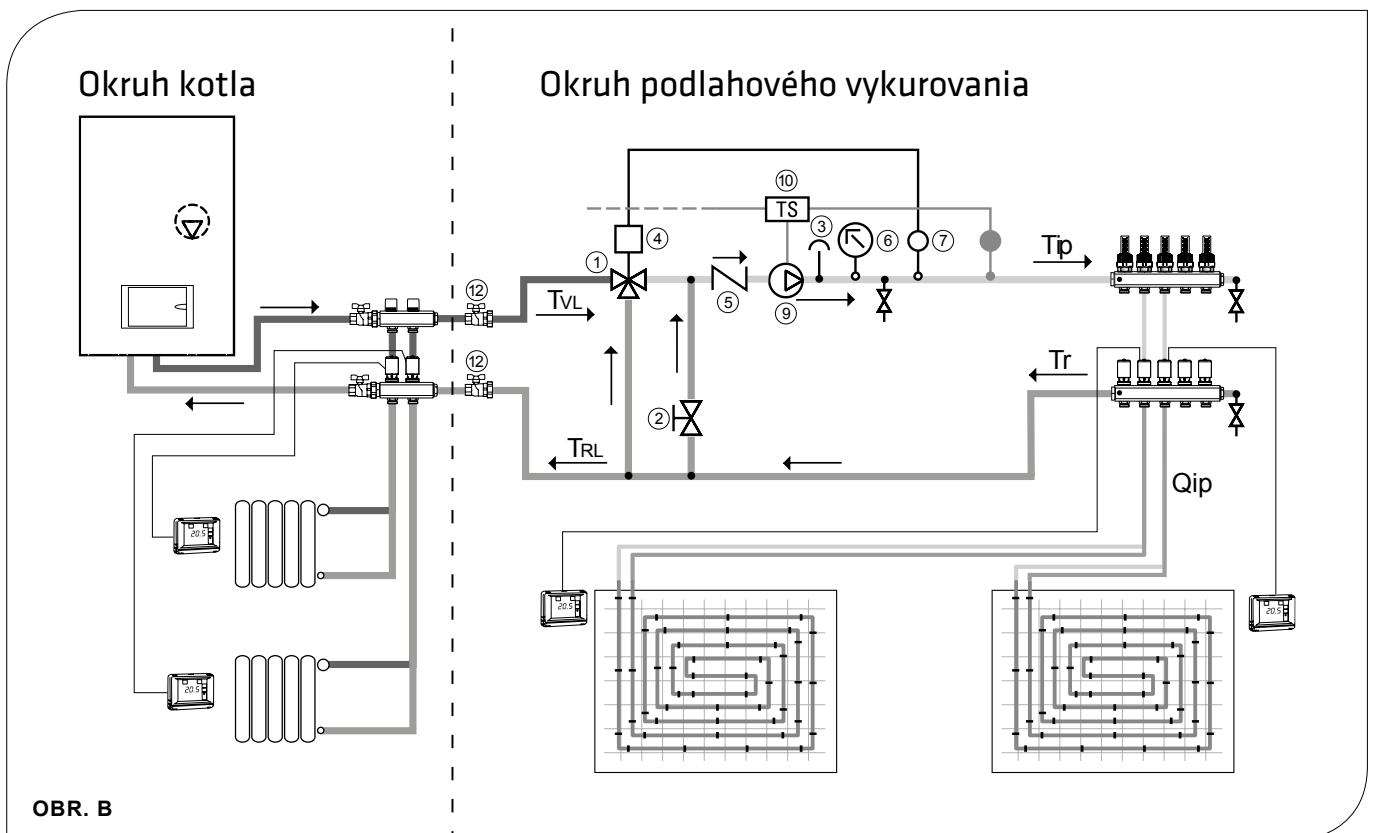 Okruh kotla
Okruh podlahového vykurovania
⑩
TS
③
④
⑥
⑦
Tip
①
⑫
TVL
⑤
⑨
⑫
Tr
②
TRL
Qip
20.5
20.5
20.5
20.5
OBR. B